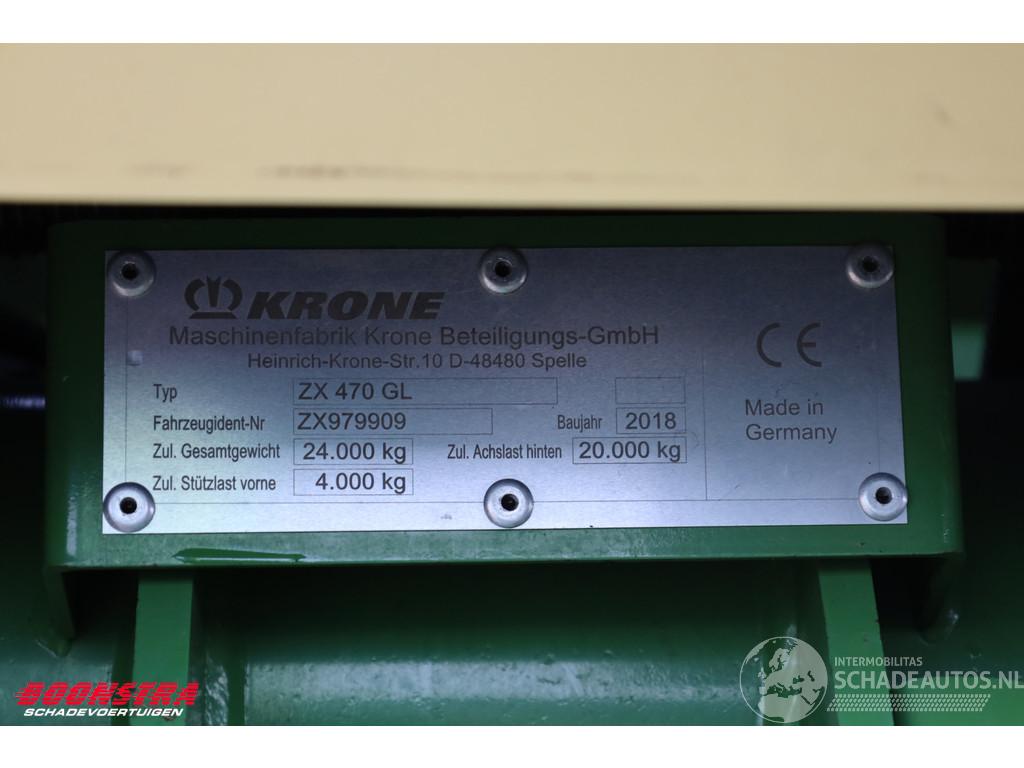 KRONE
Maschinenfabrik Krone Beteiligungs-GmbH
Heinrich-Krone-Str.10 D-48480 Spelle
Typ ZX 470 GL
Fahrzeugident-Nr ZX979909 Baujahr 2018
Zul. Gesamtgewicht 24.000 kg Zul. Achslast hinten 20.000 kg
Zul. Stützlast vorne 4.000 kg
CE
Made in
Germany
BOONSTRA
SCHADEVOERTUIGEN
INTERMOBILITAS
SCHADEAUTOS.NL